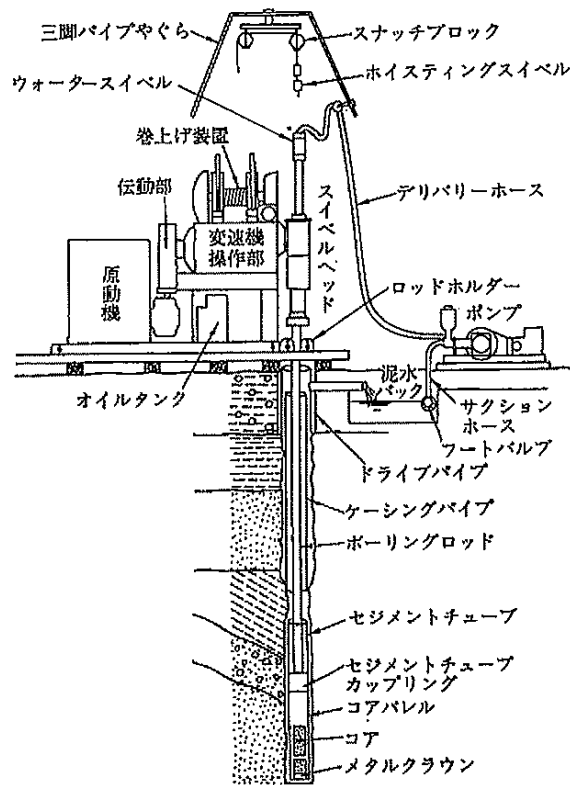 三脚パイプやぐら
スナッチブロック
ホイスティングスイベル
ウォータースイベル
巻上げ装置
伝動部
デリバリーホース
スイベルヘッド
変速機
操作部
原動機
ロッドホルダー
ポンプ
泥水
バック
オイルタンク
サクション
ホース
フートバルブ
ドライブパイプ
ケーシングパイプ
ボーリングロッド
セジメントチューブ
セジメントチューブ
カップリング
コアバレル
コア
メタルクラウン